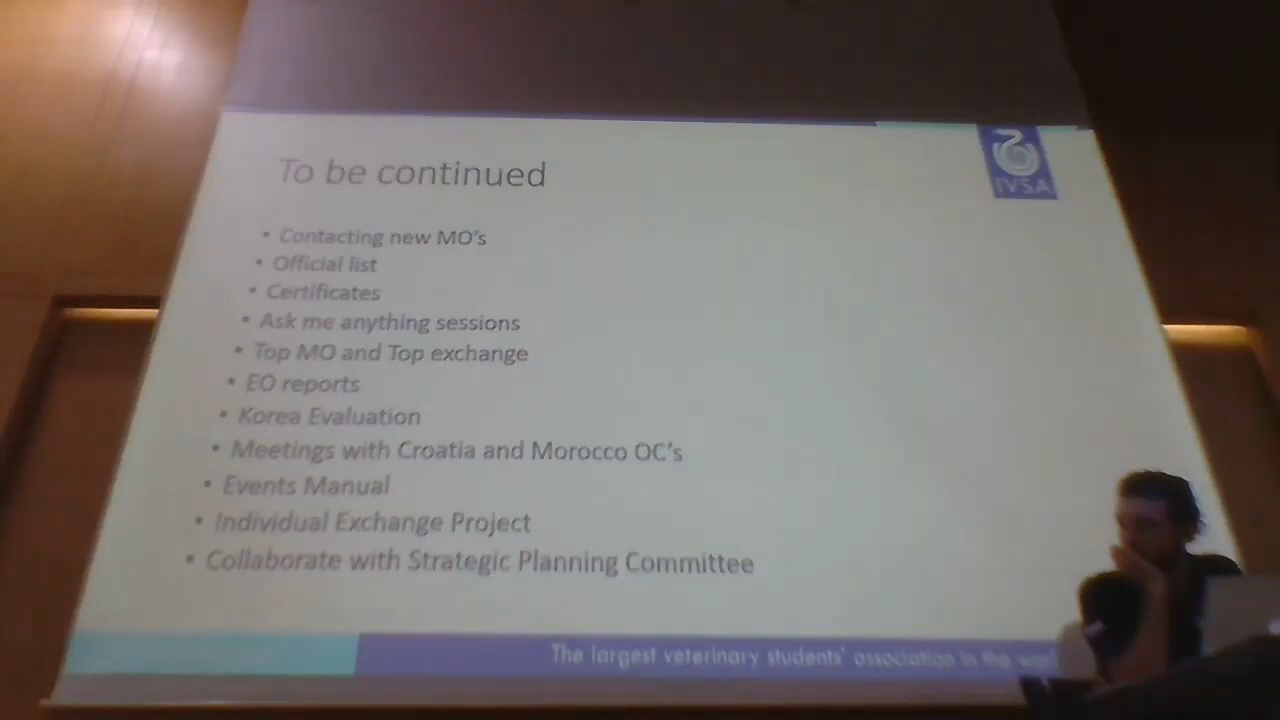 To be continued
IVSA
• Contacting new MO's
• Official list
• Certificates
• Ask me anything sessions
• Top MO and Top exchange
• EO reports
• Korea Evaluation
• Meetings with Croatia and Morocco OC's
• Events Manual
• Individual Exchange Project
• Collaborate with Strategic Planning Committee
The largest veterinary students' association in the